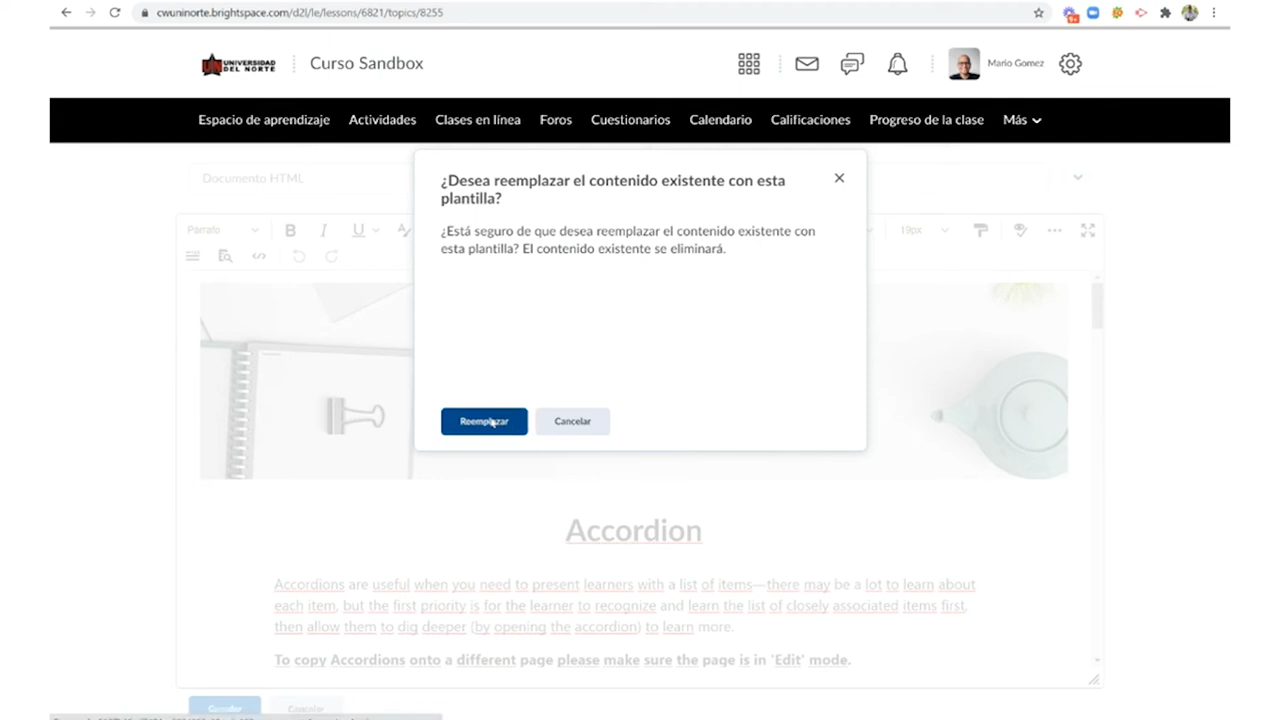 cwuninorte.brightspace.com/d2l/le/lessons/6821/topics/8255
UNIVERSIDAD
DEL NORTE
Curso Sandbox
Mario Gomez
Espacio de aprendizaje Actividades Clases en línea Foros Cuestionarios Calendario Calificaciones Progreso de la clase Más
Documento HTML
¿Desea reemplazar el contenido existente con esta
plantilla?
¿Está seguro de que desea reemplazar el contenido existente con
esta plantilla? El contenido existente se eliminará.
Párrafo B I U 19px
Reemplazar Cancelar
Accordion
Accordions are useful when you need to present learners with a list of items—there may be a lot to learn about
each item, but the first priority is for the learner to recognize and learn the list of closely associated items first,
then allow them to dig deeper (by opening the accordion) to learn more.
To copy Accordions onto a different page please make sure the page is in 'Edit' mode.
Guardar Cancelar